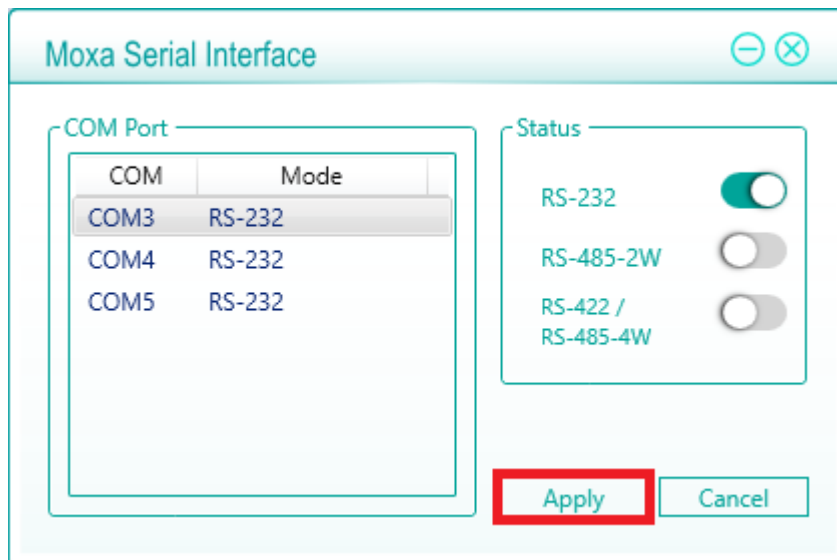 Moxa Serial Interface
COM Port
COM Mode
COM3 RS-232
COM4 RS-232
COM5 RS-232
Status
RS-232
RS-485-2W
RS-422 /
RS-485-4W
Apply Cancel